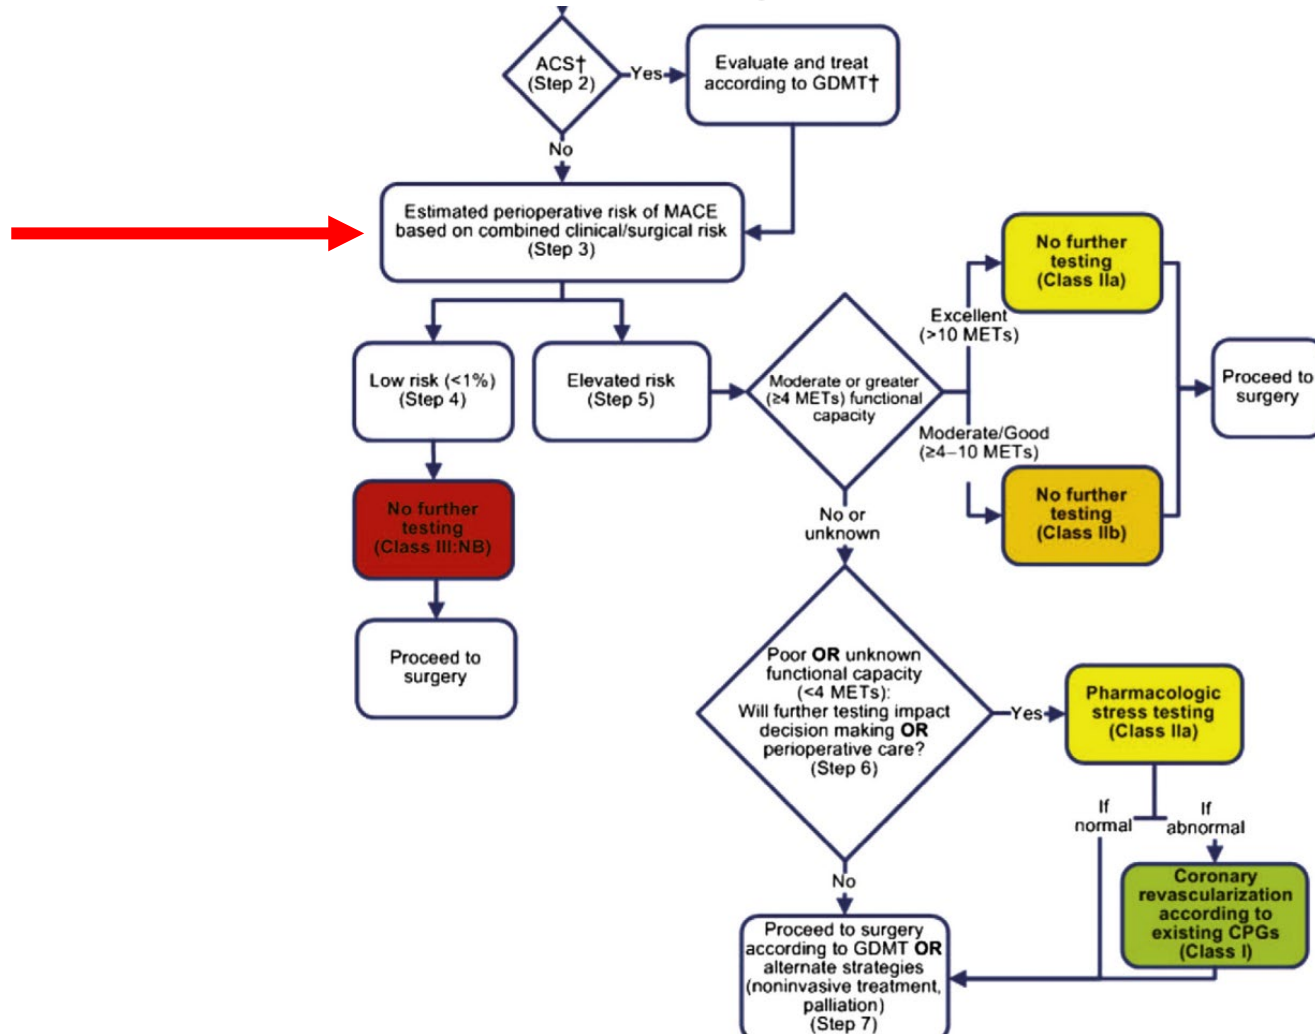 ACS†
(Step 2)
Yes
Evaluate and treat
according to GDMT†
No
Estimated perioperative risk of MACE
based on combined clinical/surgical risk
(Step 3)
Low risk (<1%)
(Step 4)
Elevated risk
(Step 5)
Moderate or greater
(≥4 METs) functional
capacity
Excellent
(>10 METs)
No further
testing
(Class IIa)
Moderate/Good
(≥4–10 METs)
No further
testing
(Class IIb)
Proceed to
surgery
No further
testing
(Class III:NB)
Proceed to
surgery
No or
unknown
Poor OR unknown
functional capacity
(<4 METs):
Will further testing impact
decision making OR
perioperative care?
(Step 6)
Yes
Pharmacologic
stress testing
(Class IIa)
If
normal
If
abnormal
Coronary
revascularization
according to
existing CPGs
(Class I)
No
Proceed to surgery
according to GDMT OR
alternate strategies
(noninvasive treatment,
palliation)
(Step 7)